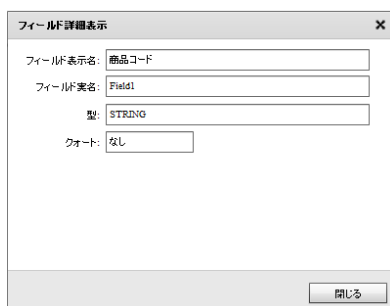 フィールド詳細表示
フィールド表示名: 商品コード
フィールド実名: Field1
型: STRING
クォート: なし
閉じる